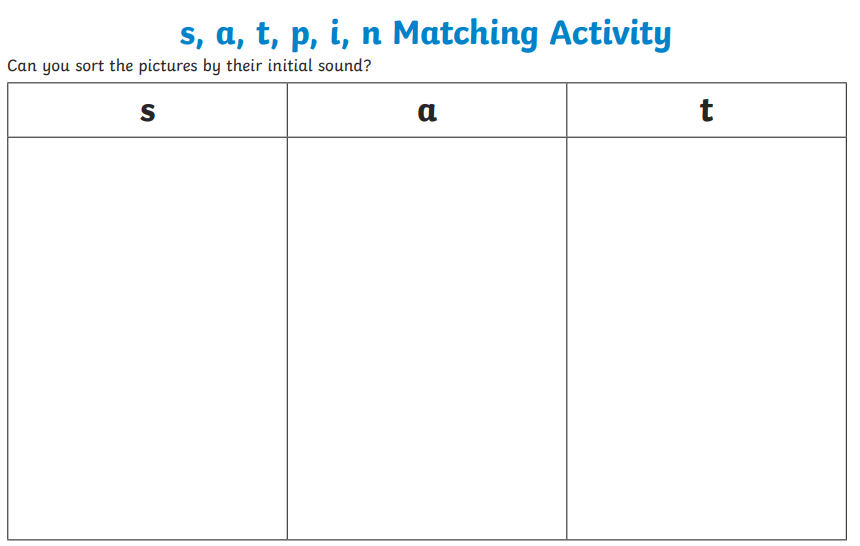 s, a, t, p, i, n Matching Activity
Can you sort the pictures by their initial sound?
s a t